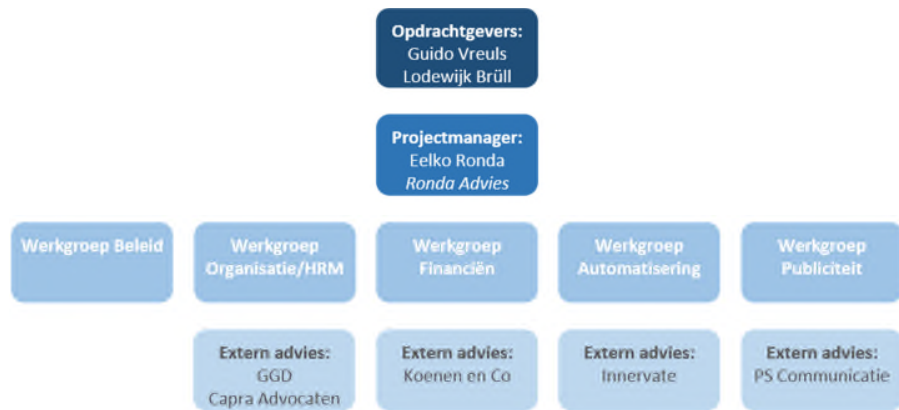 Opdrachtgevers:
Guido Vreuls
Lodewijk Brüll
Projectmanager:
Eelko Ronda
Ronda Advies
Werkgroep Beleid
Werkgroep
Organisatie/HRM
Werkgroep
Financiën
Werkgroep
Automatisering
Werkgroep
Publiciteit
Extern advies:
GGD
Capra Advocaten
Extern advies:
Koenen en Co
Extern advies:
Innervate
Extern advies:
PS Communicatie